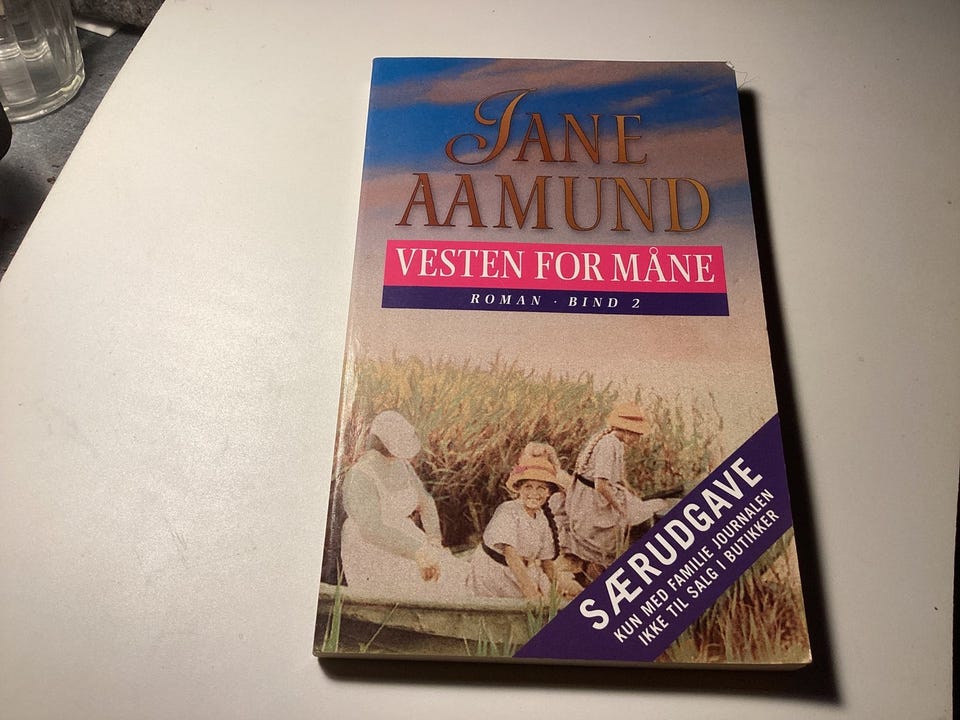 JANE
AAMUND
VESTEN FOR MÅNE
ROMAN · BIND 2
SÆRUDGAVE
KUN MED FAMILIE JOURNALEN
IKKE TIL SALG I BUTIKKER